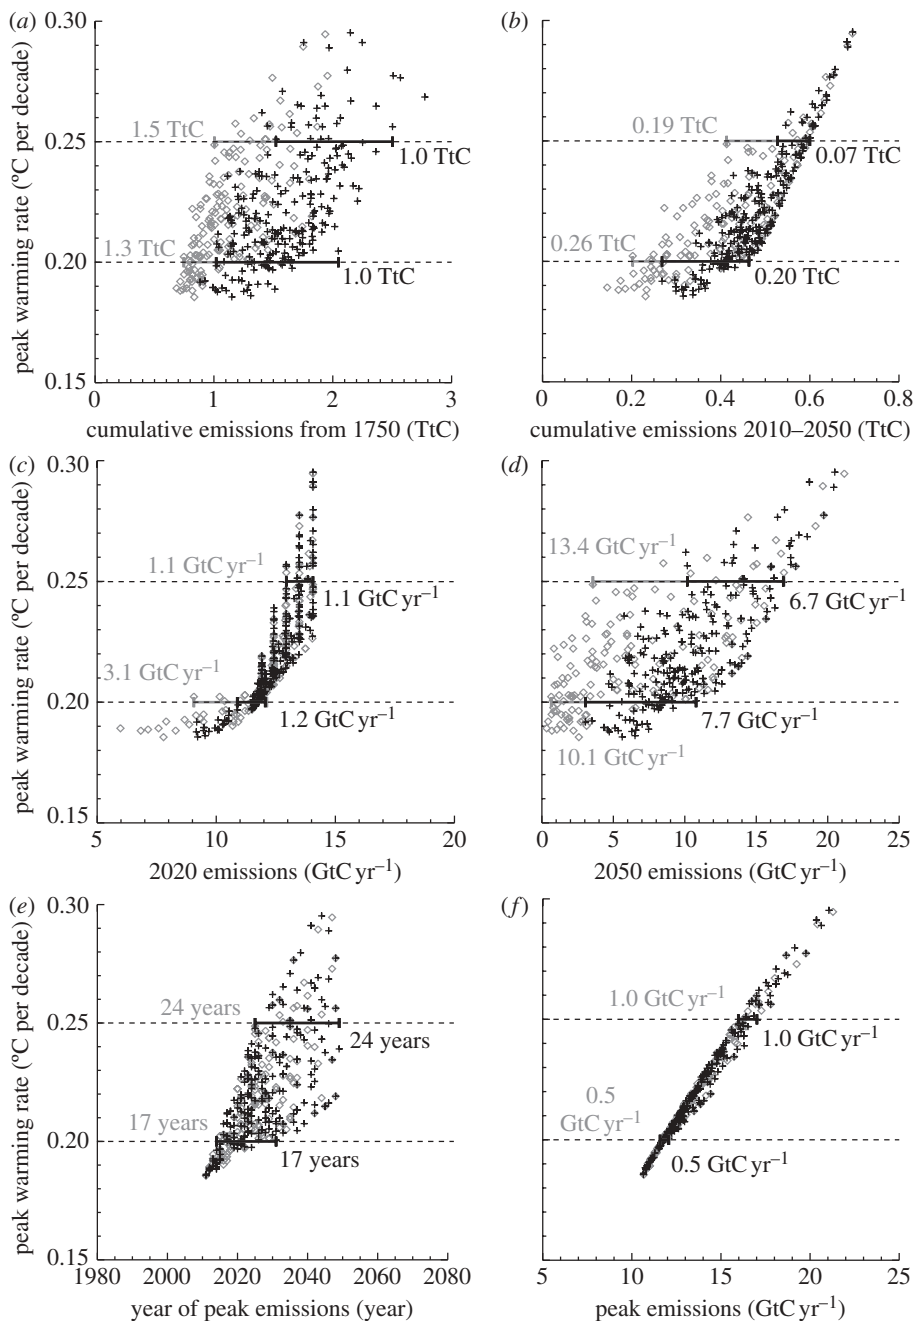 (a)
(b)
peak warming rate (ºC per decade)
0.30
0.25
0.20
0.15
1.5 TtC
1.0 TtC
1.3 TtC
1.0 TtC
0 1 2 3
cumulative emissions from 1750 (TtC)
0.19 TtC
0.07 TtC
0.26 TtC
0.20 TtC
0 0.2 0.4 0.6 0.8
cumulative emissions 2010–2050 (TtC)
(c)
(d)
peak warming rate (ºC per decade)
0.30
0.25
0.20
0.15
1.1 GtC yr⁻¹
1.1 GtC yr⁻¹
3.1 GtC yr⁻¹
1.2 GtC yr⁻¹
5 10 15 20
2020 emissions (GtC yr⁻¹)
13.4 GtC yr⁻¹
6.7 GtC yr⁻¹
7.7 GtC yr⁻¹
10.1 GtC yr⁻¹
0 5 10 15 20 25
2050 emissions (GtC yr⁻¹)
(e)
(f)
peak warming rate (ºC per decade)
0.30
0.25
0.20
0.15
24 years
24 years
17 years
17 years
1980 2000 2020 2040 2060 2080
year of peak emissions (year)
1.0 GtC yr⁻¹
1.0 GtC yr⁻¹
0.5
GtC yr⁻¹
0.5 GtC yr⁻¹
5 10 15 20 25
peak emissions (GtC yr⁻¹)